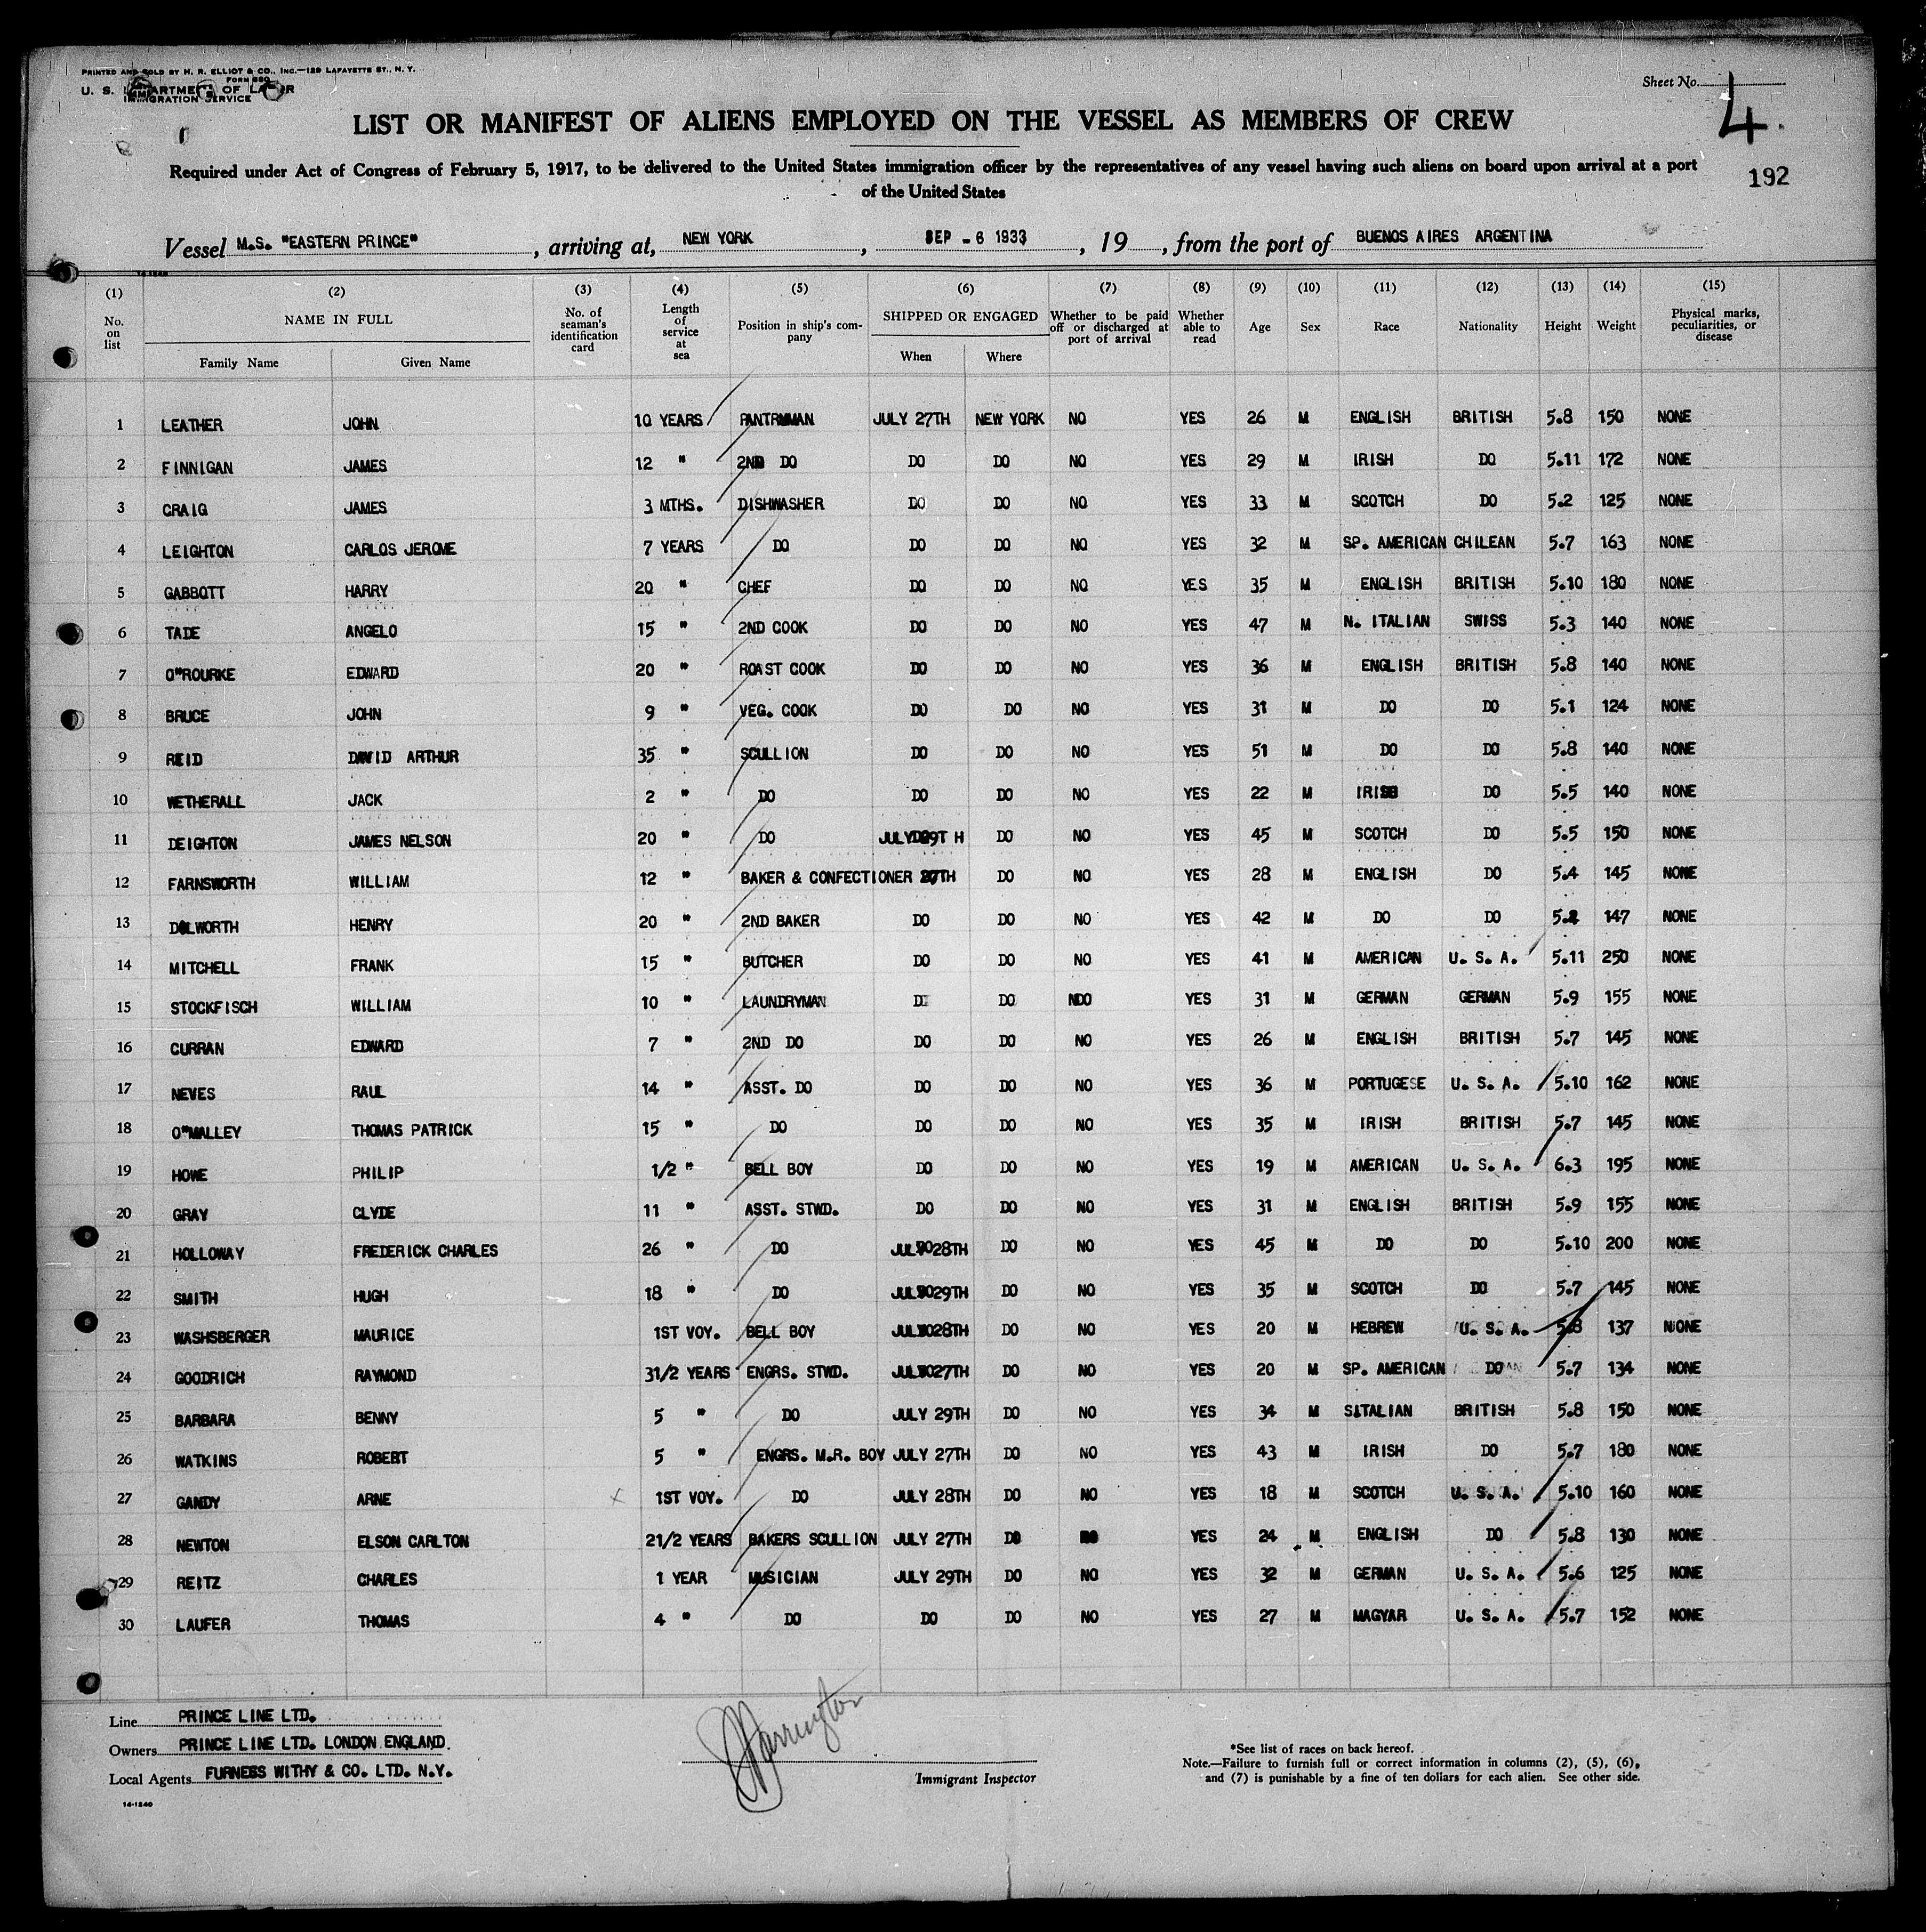 PRINTED AND SOLD BY H. R. ELLIOT & CO., INC.—129 LAFAYETTE ST., N. Y.
FORM 680
U. S. DEPARTMENT OF LABOR
IMMIGRATION SERVICE
Sheet No. 4
LIST OR MANIFEST OF ALIENS EMPLOYED ON THE VESSEL AS MEMBERS OF CREW
Required under Act of Congress of February 5, 1917, to be delivered to the United States immigration officer by the representatives of any vessel having such aliens on board upon arrival at a port
of the United States
192
Vessel M.S. "EASTERN PRINCE", arriving at, NEW YORK, SEP - 6 1933, 19, from the port of BUENOS AIRES ARGENTINA
14-1240
(1) (2) (3) (4) (5) (6) (7) (8) (9) (10) (11) (12) (13) (14) (15)
No. on list NAME IN FULL Family Name Given Name No. of seaman's identification card Length of service at sea Position in ship's company SHIPPED OR ENGAGED When Where Whether to be paid off or discharged at port of arrival Whether able to read Age Sex Race Nationality Height Weight Physical marks, peculiarities, or disease
1 LEATHER JOHN 10 YEARS PANTRYMAN JULY 27TH NEW YORK NO YES 26 M ENGLISH BRITISH 5.8 150 NONE
2 FINNIGAN JAMES 12 " 2ND DO DO DO NO YES 29 M IRISH DO 5.11 172 NONE
3 CRAIG JAMES 3 MTHS. DISHWASHER DO DO NO YES 33 M SCOTCH DO 5.2 125 NONE
4 LEIGHTON CARLOS JEROME 7 YEARS DO DO DO NO YES 32 M SP. AMERICAN CHILEAN 5.7 163 NONE
5 GABBOTT HARRY 20 " CHEF DO DO NO YES 35 M ENGLISH BRITISH 5.10 180 NONE
6 TADE ANGELO 15 " 2ND COOK DO DO NO YES 47 M N. ITALIAN SWISS 5.3 140 NONE
7 O"ROURKE EDWARD 20 " ROAST COOK DO DO NO YES 36 M ENGLISH BRITISH 5.8 140 NONE
8 BRUCE JOHN 9 " VEG. COOK DO DO NO YES 31 M DO DO 5.1 124 NONE
9 REID DAVID ARTHUR 35 " SCULLION DO DO NO YES 51 M DO DO 5.8 140 NONE
10 WETHERALL JACK 2 " DO DO DO NO YES 22 M IRISH DO 5.5 140 NONE
11 DEIGHTON JAMES NELSON 20 " DO JULY 29T H DO NO YES 45 M SCOTCH DO 5.5 150 NONE
12 FARNSWORTH WILLIAM 12 " BAKER & CONFECTIONER 27TH DO NO YES 28 M ENGLISH DO 5.4 145 NONE
13 DILWORTH HENRY 20 " 2ND BAKER DO DO NO YES 42 M DO DO 147 NONE
14 MITCHELL FRANK 15 " BUTCHER DO DO NO YES 41 M AMERICAN U. S. A. 5.11 250 NONE
15 STOCKFISCH WILLIAM 10 " LAUNDRYMAN DO DO NO YES 31 M GERMAN GERMAN 5.9 155 NONE
16 CURRAN EDWARD 7 " 2ND DO DO DO NO YES 26 M ENGLISH BRITISH 5.7 145 NONE
17 NEVES RAUL 14 " ASST. DO DO DO NO YES 36 M PORTUGESE U. S. A. 5.10 162 NONE
18 O"MALLEY THOMAS PATRICK 15 " DO DO DO NO YES 35 M IRISH BRITISH 5.7 145 NONE
19 HOWE PHILIP 1/2 " BELL BOY DO DO NO YES 19 M AMERICAN U. S. A. 6.3 195 NONE
20 GRAY CLYDE 11 " ASST. STWD. DO DO NO YES 31 M ENGLISH BRITISH 5.9 155 NONE
21 HOLLOWAY FREDERICK CHARLES 26 " DO JULY 28TH DO NO YES 45 M DO DO 5.10 200 NONE
22 SMITH HUGH 18 " DO JULY 29TH DO NO YES 35 M SCOTCH DO 5.7 145 NONE
23 WASHSBERGER MAURICE 1ST VOY. BELL BOY JULY 28TH DO NO YES 20 M HEBREW U. S. A. 5.8 137 NONE
24 GOODRICH RAYMOND 31/2 YEARS ENGRS. STWD. JULY 27TH DO NO YES 20 M SP. AMERICAN DO 5.7 134 NONE
25 BARBARA BENNY 5 " DO JULY 29TH DO NO YES 34 M S.ITALIAN BRITISH 5.8 150 NONE
26 WATKINS ROBERT 5 " ENGRS. M.R. BOY JULY 27TH DO NO YES 43 M IRISH DO 5.7 180 NONE
27 GANDY ARNE X 1ST VOY. DO JULY 28TH DO NO YES 18 M SCOTCH U. S. A. 5.10 160 NONE
28 NEWTON ELSON CARLTON 21/2 YEARS BAKERS SCULLION JULY 27TH DO NO YES 24 M ENGLISH DO 5.8 130 NONE
29 REITZ CHARLES 1 YEAR MUSICIAN JULY 29TH DO NO YES 32 M GERMAN U. S. A. 5.6 125 NONE
30 LAUFER THOMAS 4 " DO DO DO NO YES 27 M MAGYAR U. S. A. 5.7 152 NONE
Line PRINCE LINE LTD.
Owners PRINCE LINE LTD. LONDON ENGLAND.
Local Agents FURNESS WITHY & CO. LTD. N.Y.
14-1240
Immigrant Inspector
*See list of races on back hereof.
Note.—Failure to furnish full or correct information in columns (2), (5), (6),
and (7) is punishable by a fine of ten dollars for each alien. See other side.